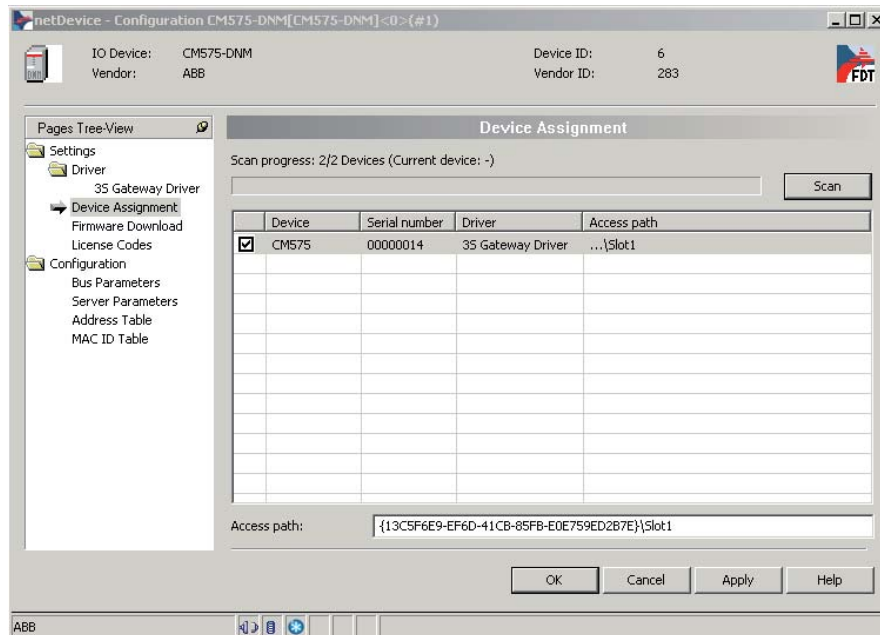 netDevice - Configuration CM575-DNM[CM575-DNM]<0>(#1)
IO Device: CM575-DNM Device ID: 6
Vendor: ABB Vendor ID: 283
DNM
FDT
Pages Tree-View
Settings
Driver
3S Gateway Driver
Device Assignment
Firmware Download
License Codes
Configuration
Bus Parameters
Server Parameters
Address Table
MAC ID Table
Device Assignment
Scan progress: 2/2 Devices (Current device: -)
Scan
Device Serial number Driver Access path
CM575 00000014 3S Gateway Driver ...\Slot1
Access path: {13C5F6E9-EF6D-41CB-85FB-E0E759ED2B7E}\Slot1
OK Cancel Apply Help
ABB